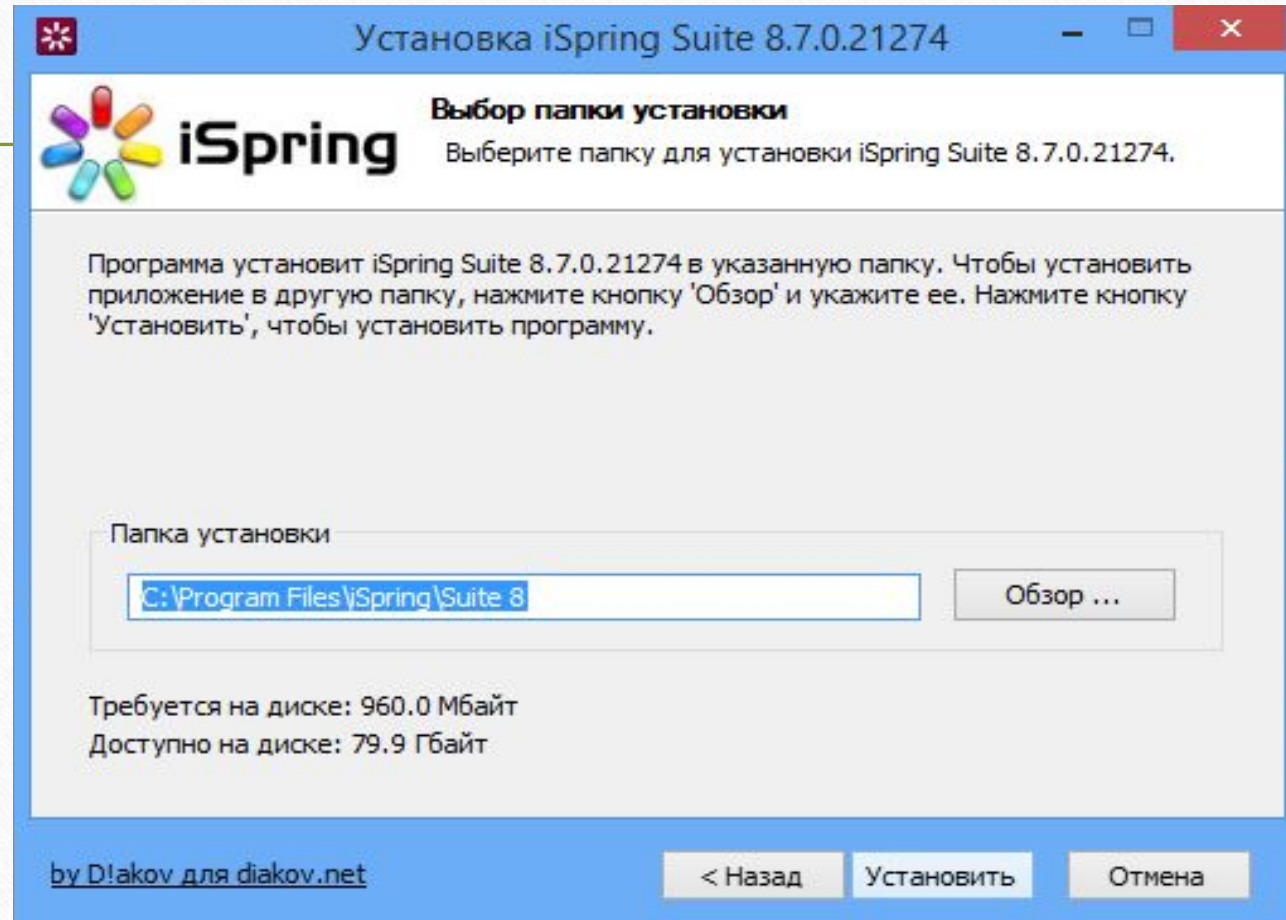 Установка iSpring Suite 8.7.0.21274
iSpring
Выбор папки установки
Выберите папку для установки iSpring Suite 8.7.0.21274.
Программа установит iSpring Suite 8.7.0.21274 в указанную папку. Чтобы установить
приложение в другую папку, нажмите кнопку 'Обзор' и укажите ее. Нажмите кнопку
'Установить', чтобы установить программу.
Папка установки
C:\Program Files\iSpring\Suite 8
Обзор ...
Требуется на диске: 960.0 Мбайт
Доступно на диске: 79.9 Гбайт
by D!akov для diakov.net
< Назад
Установить
Отмена